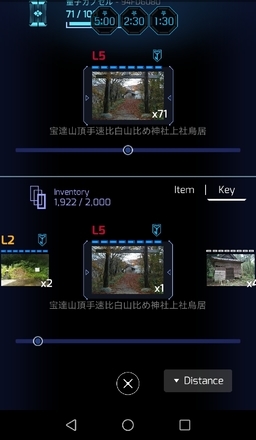 量子カプセル - 94FDG080
71 / 10
5:00 2:30 1:30
L5
x71
宝達山頂手速比白山比め神社上社鳥居
Inventory
1,922 / 2,000
Item | Key
L2
L5
x2
x1
x4
宝達山頂手速比白山比め神社上社鳥居
Distance